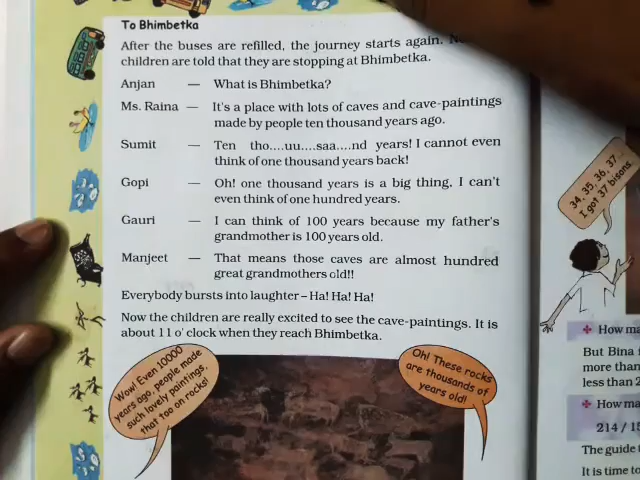 To Bhimbetka
After the buses are refilled, the journey starts again.
children are told that they are stopping at Bhimbetka.
Anjan — What is Bhimbetka?
Ms. Raina — It's a place with lots of caves and cave-paintings
made by people ten thousand years ago.
Sumit — Ten tho....uu....saa....nd years! I cannot even
think of one thousand years back!
Gopi — Oh! one thousand years is a big thing, I can't
even think of one hundred years.
Gauri — I can think of 100 years because my father's
grandmother is 100 years old.
Manjeet — That means those caves are almost hundred
great grandmothers old!!
Everybody bursts into laughter – Ha! Ha! Ha!
Now the children are really excited to see the cave-paintings. It is
about 11 o' clock when they reach Bhimbetka.
Wow! Even 10000
years ago, people made
such lovely paintings,
that too on rocks!
Oh! These rocks
are thousands of
years old!
34, 35, 36, 37
I got 37 bisons.
How
But Bina
more than
less than
How
214 /
The guide
It is time to